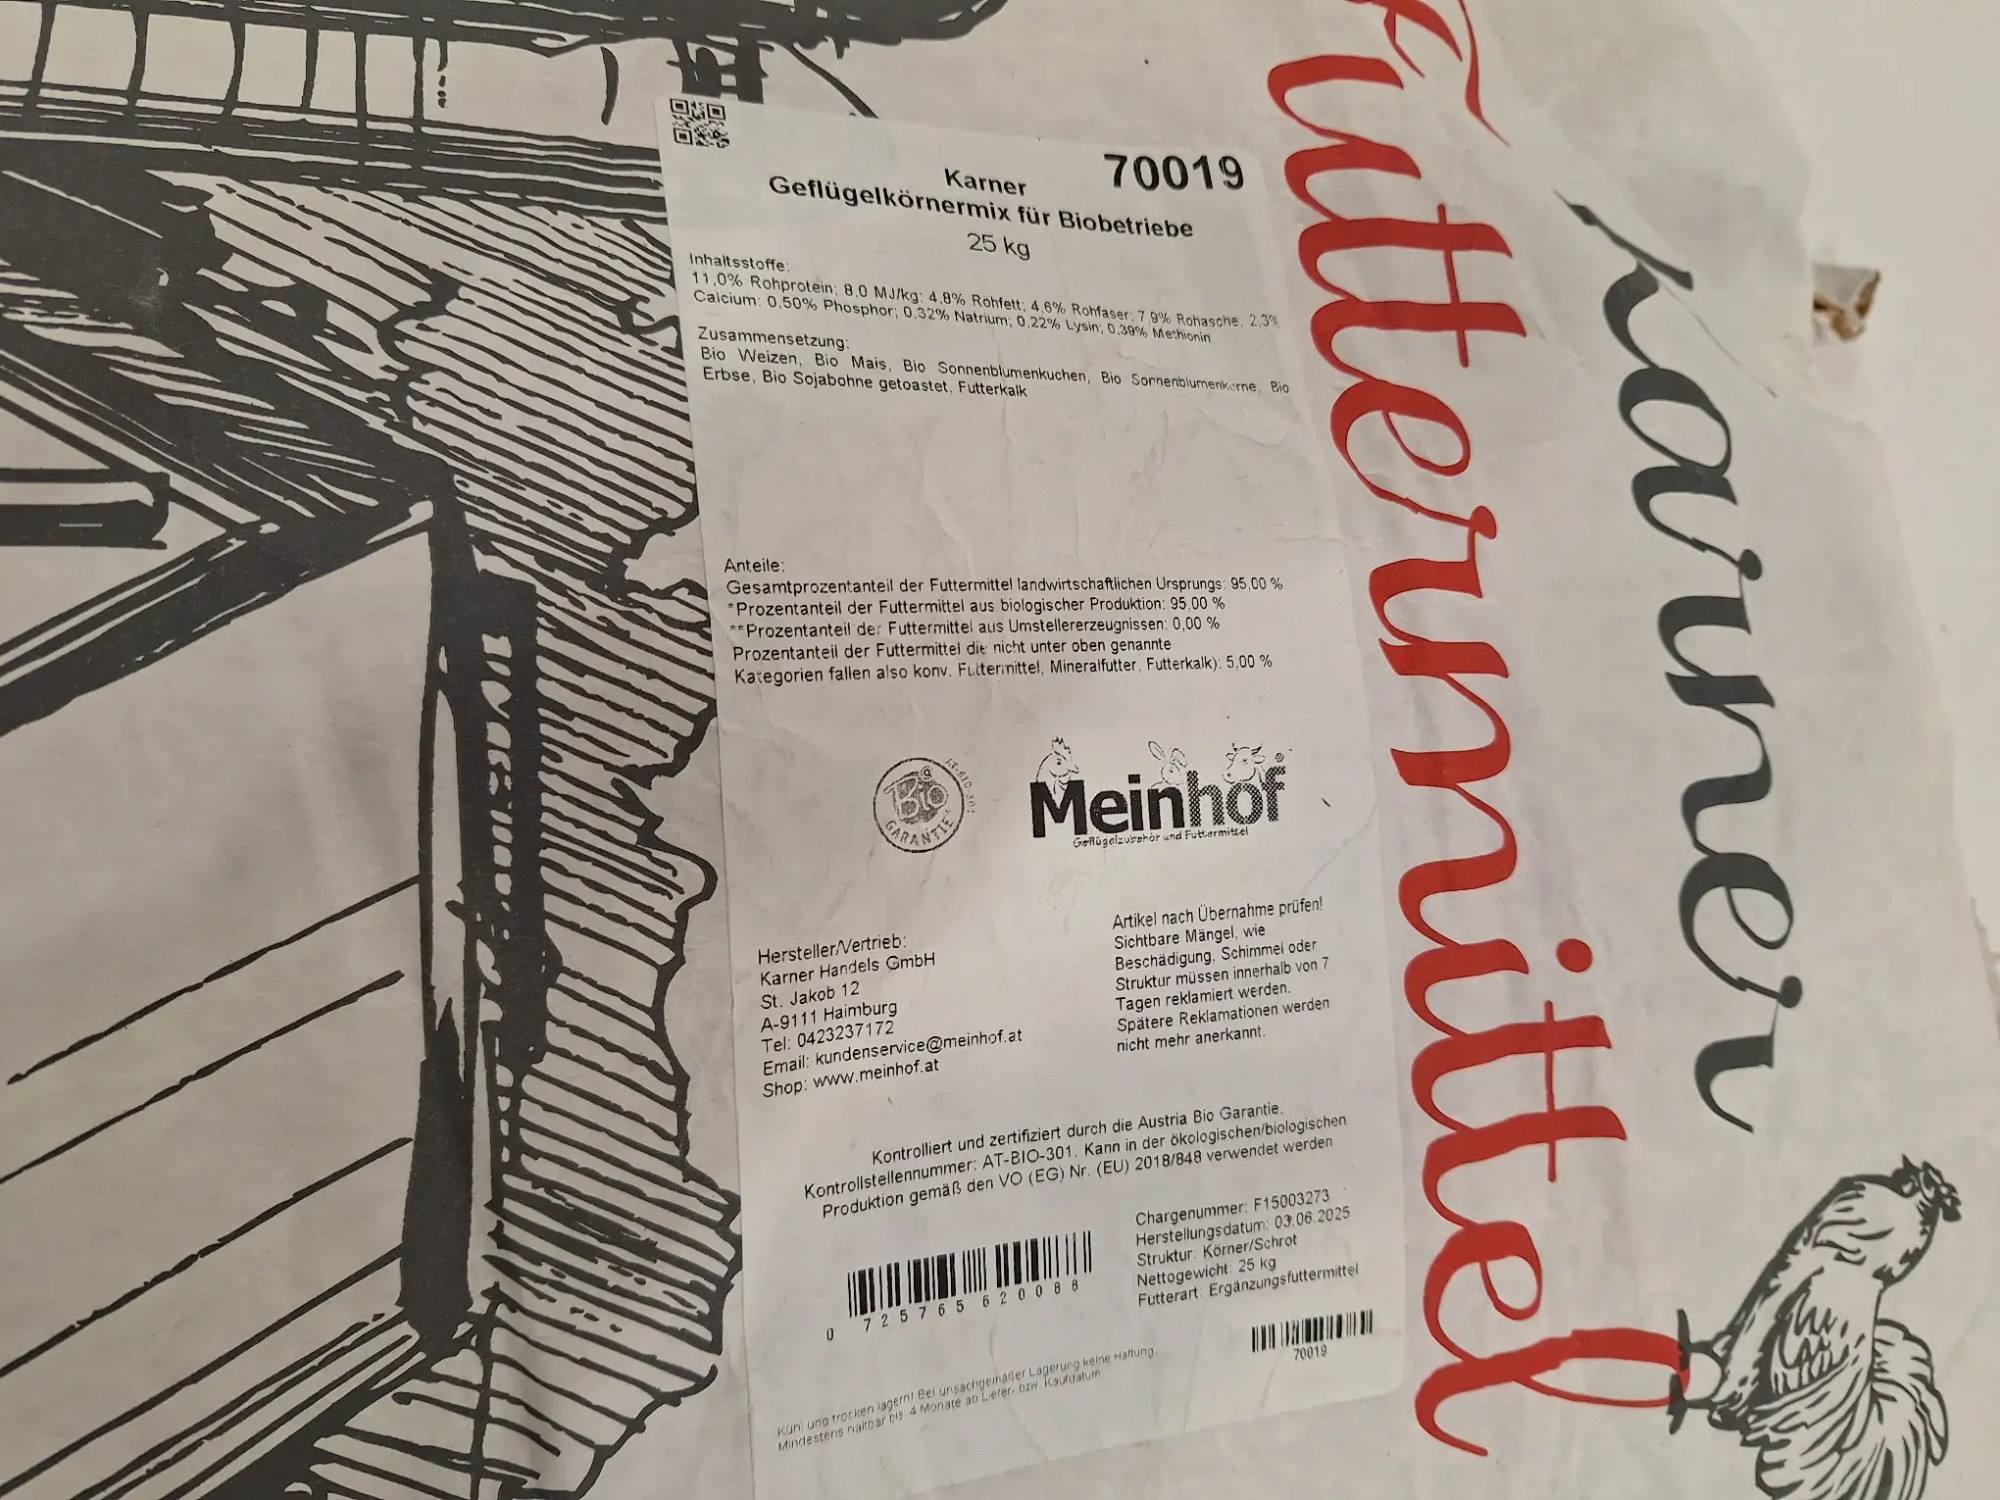 Karner
70019
Geflügelkörnermix für Biobetriebe
25 kg
Inhaltsstoffe:
11,0% Rohprotein; 8,0 MJ/kg; 4,8% Rohfett; 4,6% Rohfaser; 7,9% Rohasche, 2,3%
Calcium: 0,50% Phosphor; 0,32% Natrium; 0,22% Lysin; 0,39% Methionin
Zusammensetzung:
Bio Weizen, Bio Mais, Bio Sonnenblumenkuchen, Bio Sonnenblumenkerne, Bio
Erbse, Bio Sojabohne getoastet, Futterkalk
Anteile:
Gesamtprozentanteil der Futtermittel landwirtschaftlichen Ursprungs: 95,00 %
*Prozentanteil der Futtermittel aus biologischer Produktion: 95,00 %
**Prozentanteil der Futtermittel aus Umstellererzeugnissen: 0,00 %
Prozentanteil der Futtermittel die nicht unter oben genannte
Kategorien fallen also konv. Futtermittel, Mineralfutter, Futterkalk): 5,00 %
Bio
GARANTIE
AT-BIO-301
Meinhof
Geflügelzubehör und Futtermittel
Hersteller/Vertrieb:
Karner Handels GmbH
St. Jakob 12
A-9111 Haimburg
Tel: 0423237172
Email: kundenservice@meinhof.at
Shop: www.meinhof.at
Artikel nach Übernahme prüfen!
Sichtbare Mängel, wie
Beschädigung, Schimmel oder
Struktur müssen innerhalb von 7
Tagen reklamiert werden.
Spätere Reklamationen werden
nicht mehr anerkannt.
Kontrolliert und zertifiziert durch die Austria Bio Garantie.
Kontrollstellennummer: AT-BIO-301. Kann in der ökologischen/biologischen
Produktion gemäß den VO (EG) Nr. (EU) 2018/848 verwendet werden
Chargenummer: F15003273
Herstellungsdatum: 03.06.2025
Struktur: Körner/Schrot
Nettogewicht: 25 kg
Futterart: Ergänzungsfuttermittel
0 725765 620088
70019
Kühl und trocken lagern! Bei unsachgemäßer Lagerung keine Haftung.
Mindestens haltbar bis: 4 Monate ab Liefer- bzw. Kaufdatum
Futtermittel
Karner